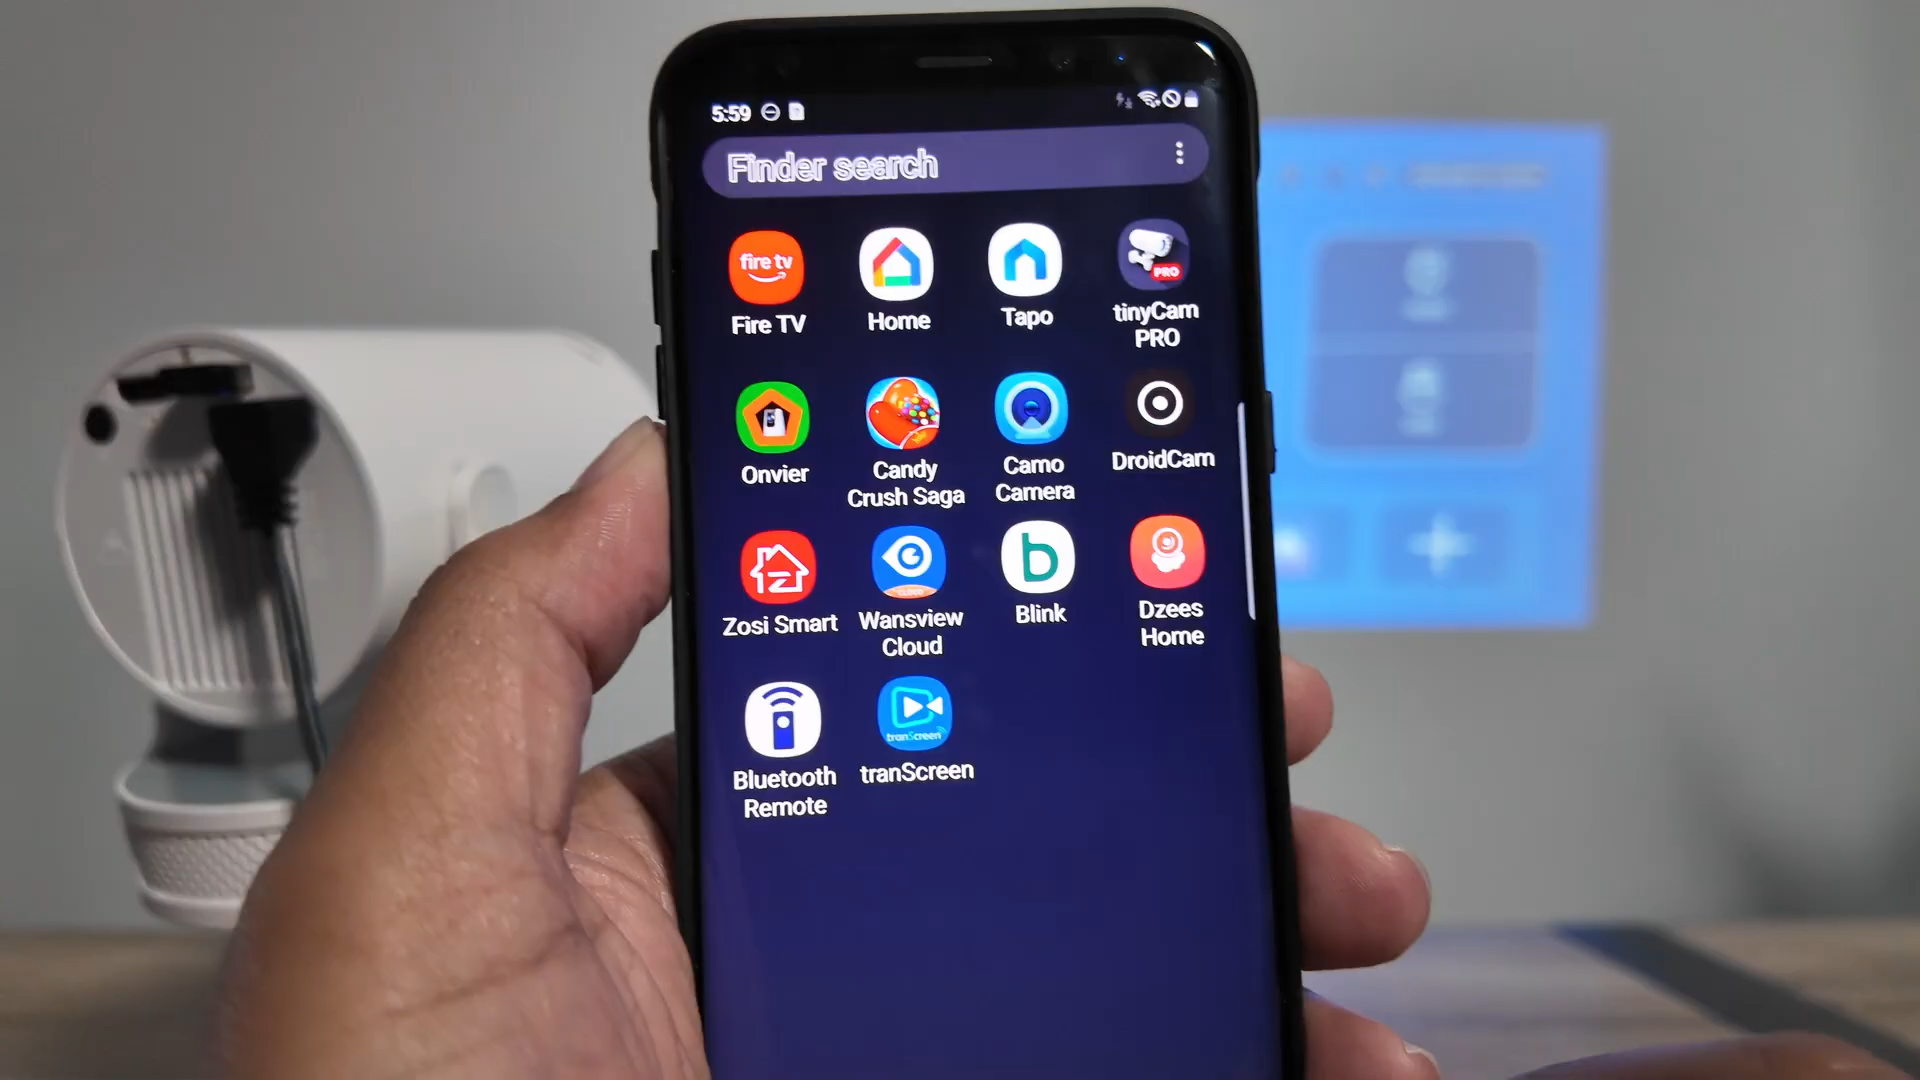 5:59
Finder search
fire tv
PRO
Fire TV
Home
Tapo
tinyCam
PRO
Onvier
Candy
Crush Saga
Camo
Camera
DroidCam
CLOUD
Zosi Smart
Wansview
Cloud
Blink
Dzees
Home
tranScreen
Bluetooth
Remote
tranScreen